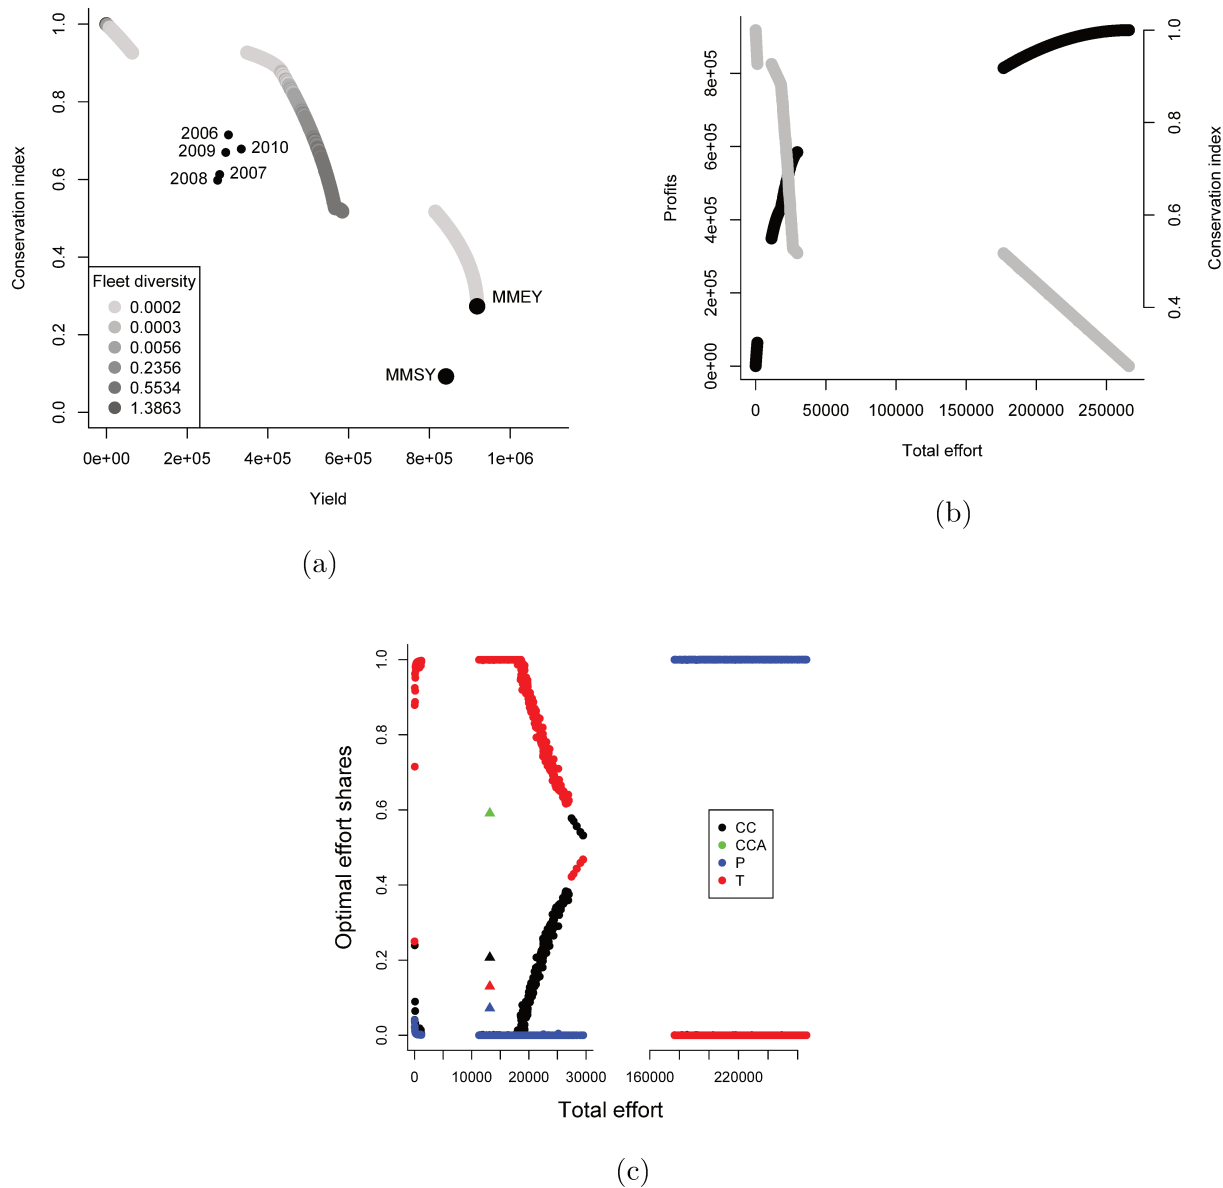 1.0
0.8
0.6
0.4
0.2
0.0
Conservation index
2006
2009
2010
2008
2007
MMEY
MMSY
Fleet diversity
0.0002
0.0003
0.0056
0.2356
0.5534
1.3863
0e+00 2e+05 4e+05 6e+05 8e+05 1e+06
Yield
(a)
8e+05
6e+05
4e+05
2e+05
0e+00
Profits
1.0
0.8
0.6
0.4
Conservation index
0 50000 100000 150000 200000 250000
Total effort
(b)
1.0
0.8
0.6
0.4
0.2
0.0
Optimal effort shares
CC
CCA
P
T
0 10000 20000 30000 160000 220000
Total effort
(c)